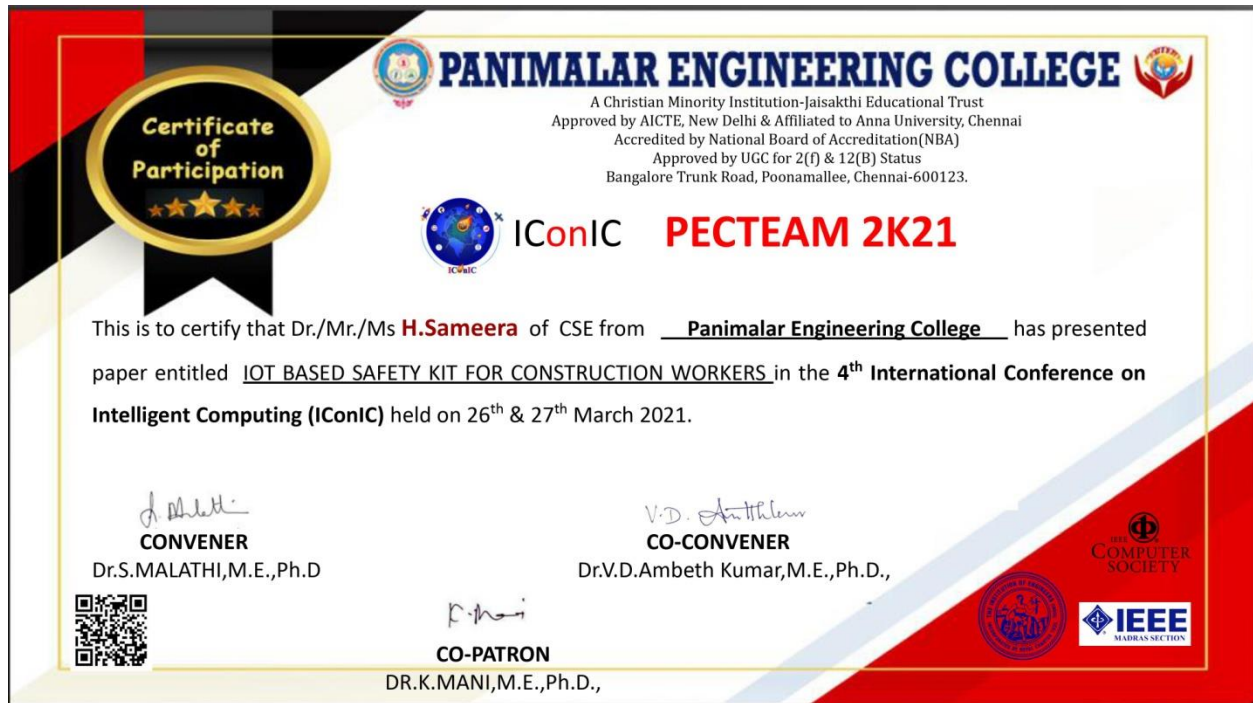 PANIMALAR ENGINEERING COLLEGE
A Christian Minority Institution-Jaisakthi Educational Trust
Approved by AICTE, New Delhi & Affiliated to Anna University, Chennai
Accredited by National Board of Accreditation(NBA)
Approved by UGC for 2(f) & 12(B) Status
Bangalore Trunk Road, Poonamallee, Chennai-600123.
Certificate
of
Participation
IConIC
IConIC PECTEAM 2K21
This is to certify that Dr./Mr./Ms H.Sameera of CSE from Panimalar Engineering College has presented
paper entitled IOT BASED SAFETY KIT FOR CONSTRUCTION WORKERS in the 4th International Conference on
Intelligent Computing (IConIC) held on 26th & 27th March 2021.
CONVENER
Dr.S.MALATHI,M.E.,Ph.D
V.D.
CO-CONVENER
Dr.V.D.Ambeth Kumar,M.E.,Ph.D.,
CO-PATRON
DR.K.MANI,M.E.,Ph.D.,
IEEE
COMPUTER
SOCIETY
IEEE
MADRAS SECTION